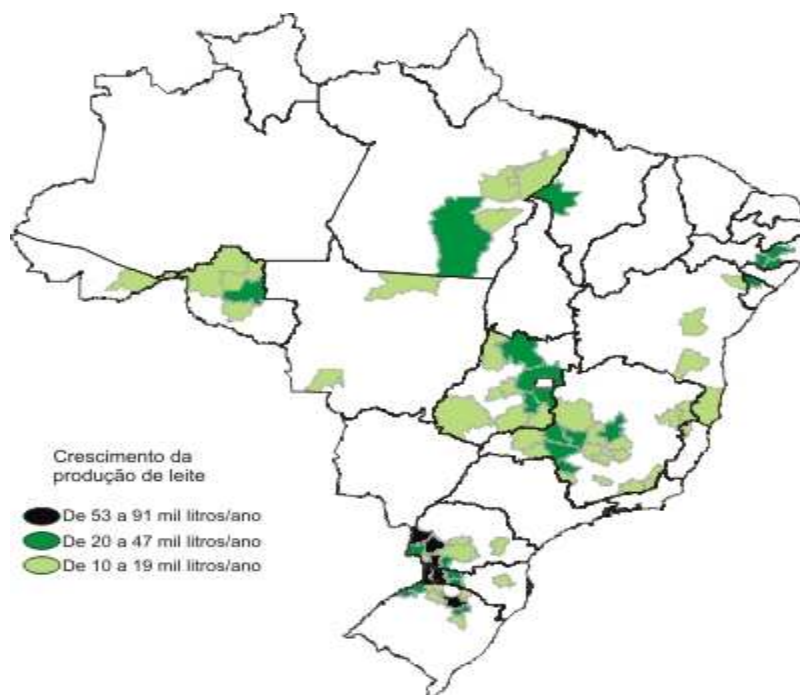 Crescimento da
produção de leite
De 53 a 91 mil litros/ano
De 20 a 47 mil litros/ano
De 10 a 19 mil litros/ano